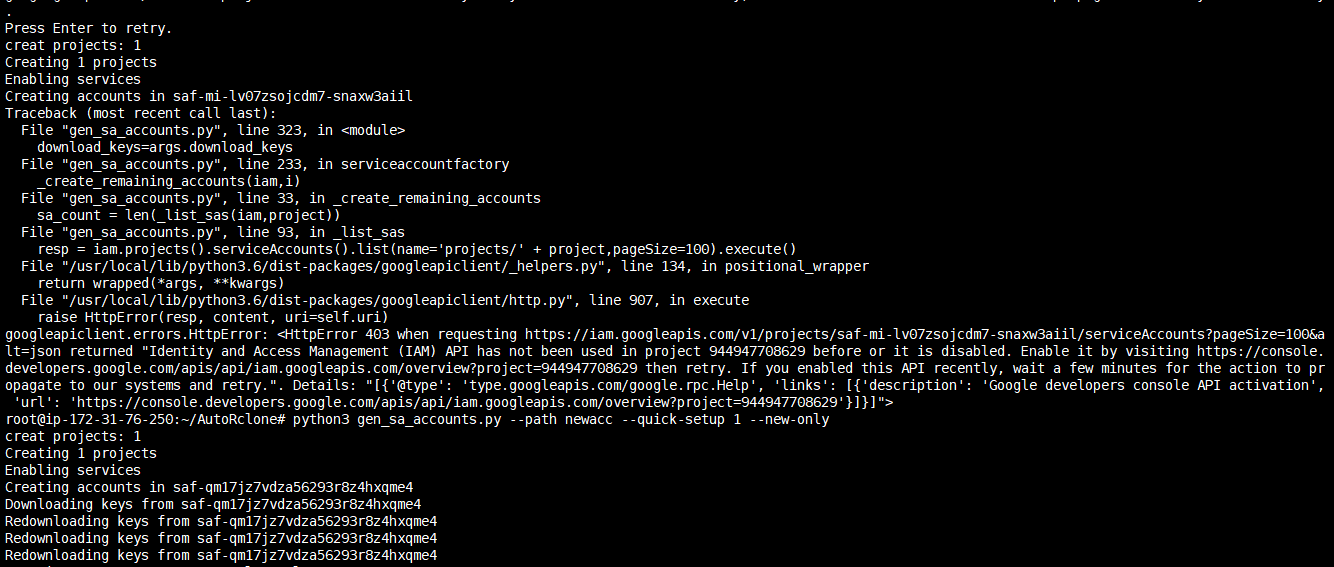 .
Press Enter to retry.
creat projects: 1
Creating 1 projects
Enabling services
Creating accounts in saf-mi-lv07zsojcdm7-snaxw3aiil
Traceback (most recent call last):
  File "gen_sa_accounts.py", line 323, in <module>
    download_keys=args.download_keys
  File "gen_sa_accounts.py", line 233, in serviceaccountfactory
    _create_remaining_accounts(iam,i)
  File "gen_sa_accounts.py", line 33, in _create_remaining_accounts
    sa_count = len(_list_sas(iam,project))
  File "gen_sa_accounts.py", line 93, in _list_sas
    resp = iam.projects().serviceAccounts().list(name='projects/' + project,pageSize=100).execute()
  File "/usr/local/lib/python3.6/dist-packages/googleapiclient/_helpers.py", line 134, in positional_wrapper
    return wrapped(*args, **kwargs)
  File "/usr/local/lib/python3.6/dist-packages/googleapiclient/http.py", line 907, in execute
    raise HttpError(resp, content, uri=self.uri)
googleapiclient.errors.HttpError: <HttpError 403 when requesting https://iam.googleapis.com/v1/projects/saf-mi-lv07zsojcdm7-snaxw3aiil/serviceAccounts?pageSize=100&a
lt=json returned "Identity and Access Management (IAM) API has not been used in project 944947708629 before or it is disabled. Enable it by visiting https://console.
developers.google.com/apis/api/iam.googleapis.com/overview?project=944947708629 then retry. If you enabled this API recently, wait a few minutes for the action to pr
opagate to our systems and retry.". Details: "[{'@type': 'type.googleapis.com/google.rpc.Help', 'links': [{'description': 'Google developers console API activation',
 'url': 'https://console.developers.google.com/apis/api/iam.googleapis.com/overview?project=944947708629'}]}]">
root@ip-172-31-76-250:~/AutoRclone# python3 gen_sa_accounts.py --path newacc --quick-setup 1 --new-only
creat projects: 1
Creating 1 projects
Enabling services
Creating accounts in saf-qm17jz7vdza56293r8z4hxqme4
Downloading keys from saf-qm17jz7vdza56293r8z4hxqme4
Redownloading keys from saf-qm17jz7vdza56293r8z4hxqme4
Redownloading keys from saf-qm17jz7vdza56293r8z4hxqme4
Redownloading keys from saf-qm17jz7vdza56293r8z4hxqme4